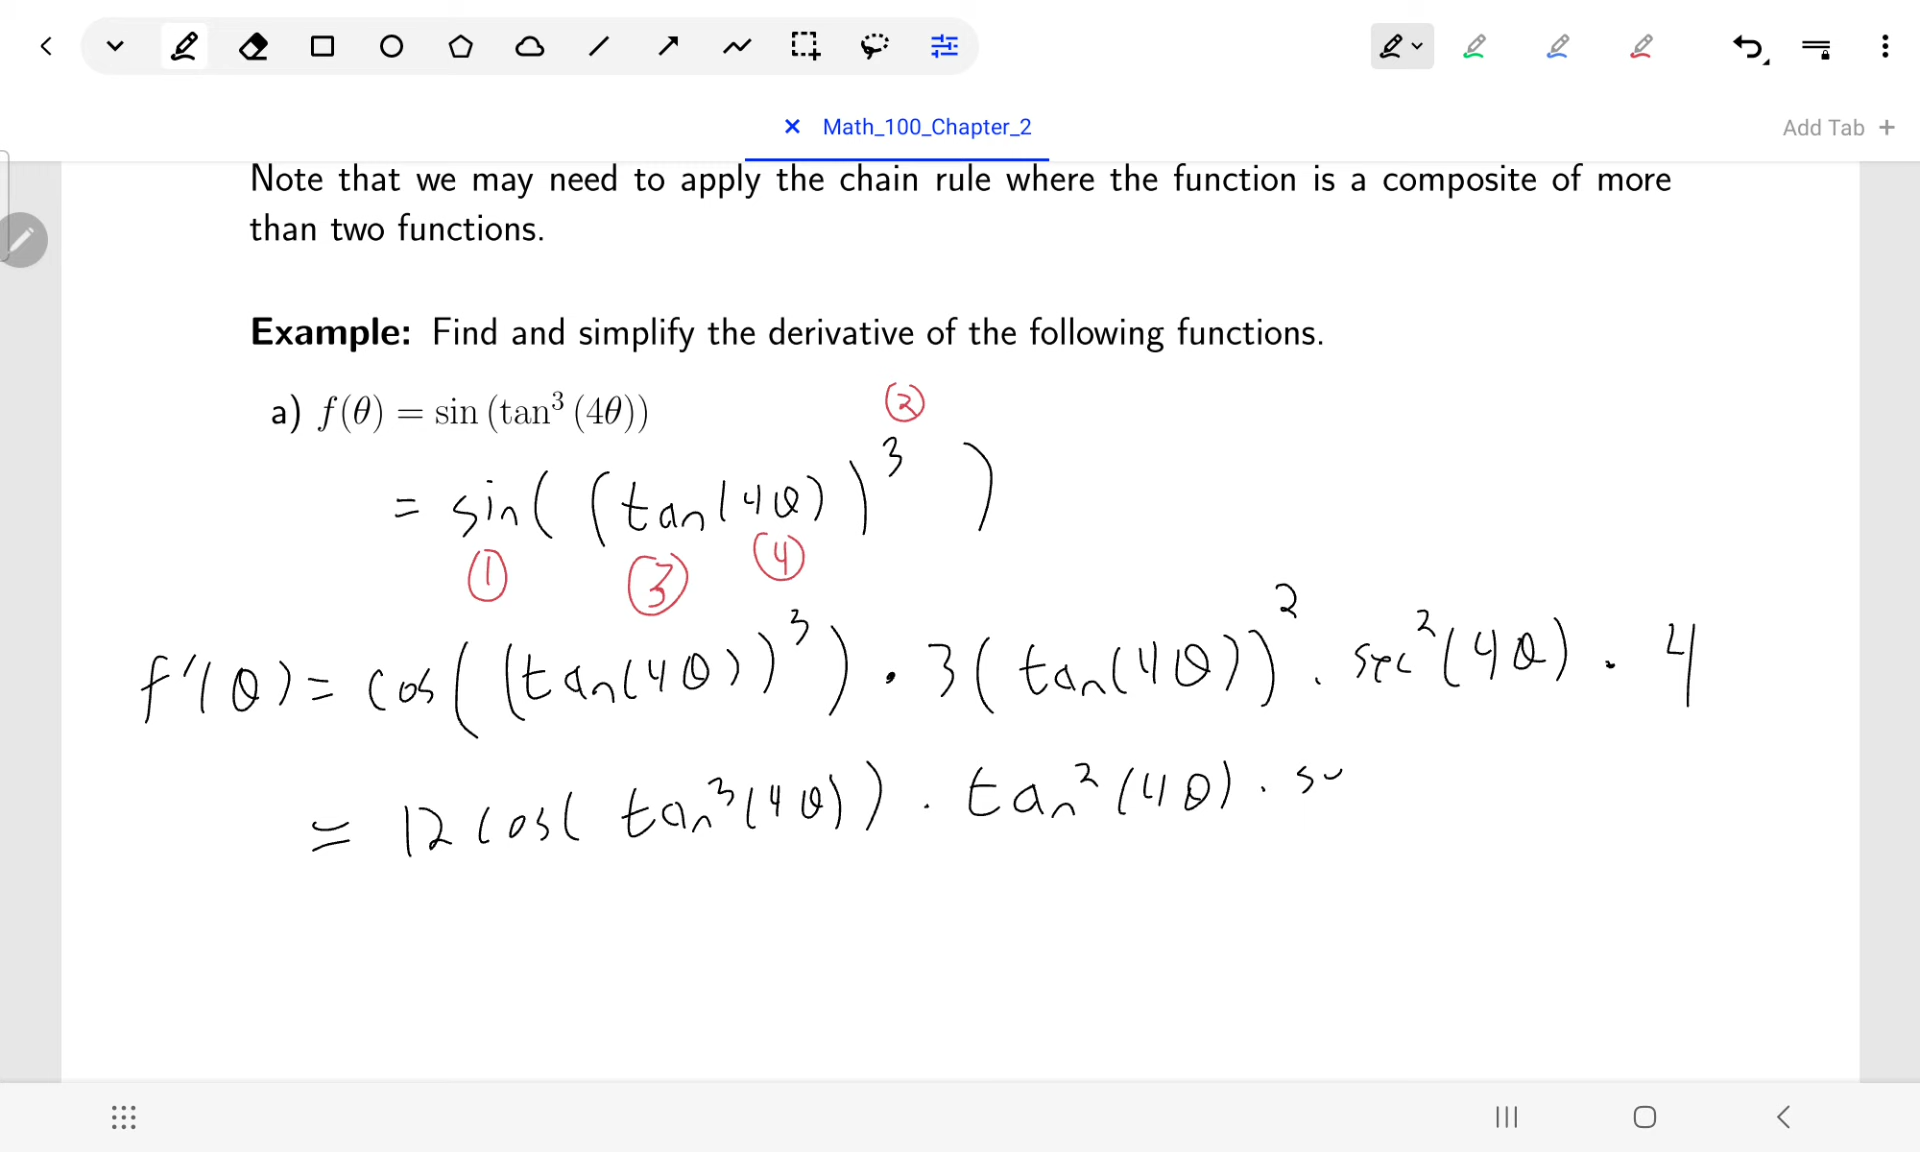 Math_100_Chapter_2
Add Tab +
Note that we may need to apply the chain rule where the function is a composite of more
than two functions.
Example: Find and simplify the derivative of the following functions.
a) f(θ) = sin (tan³ (4θ))
②
= sin( (tan(4θ))³ )
① ③ ④
f'(θ) = cos((tan(4θ))³) · 3(tan(4θ))² · sec²(4θ) · 4
= 12 cos( tan³(4θ)) · tan²(4θ) · s